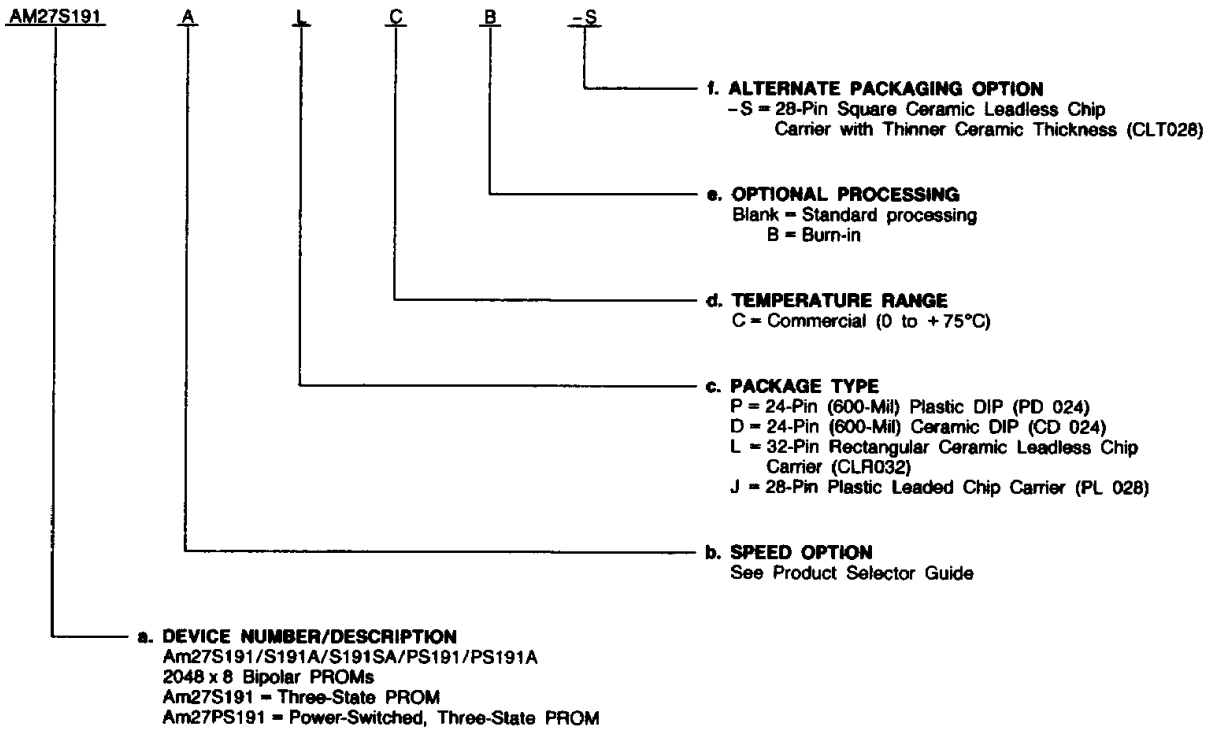 AM27S191 A L C B -S
f. ALTERNATE PACKAGING OPTION
-S = 28-Pin Square Ceramic Leadless Chip
Carrier with Thinner Ceramic Thickness (CLT028)
e. OPTIONAL PROCESSING
Blank = Standard processing
B = Burn-in
d. TEMPERATURE RANGE
C = Commercial (0 to +75°C)
c. PACKAGE TYPE
P = 24-Pin (600-Mil) Plastic DIP (PD 024)
D = 24-Pin (600-Mil) Ceramic DIP (CD 024)
L = 32-Pin Rectangular Ceramic Leadless Chip
Carrier (CLR032)
J = 28-Pin Plastic Leaded Chip Carrier (PL 028)
b. SPEED OPTION
See Product Selector Guide
a. DEVICE NUMBER/DESCRIPTION
Am27S191/S191A/S191SA/PS191/PS191A
2048 x 8 Bipolar PROMs
Am27S191 = Three-State PROM
Am27PS191 = Power-Switched, Three-State PROM